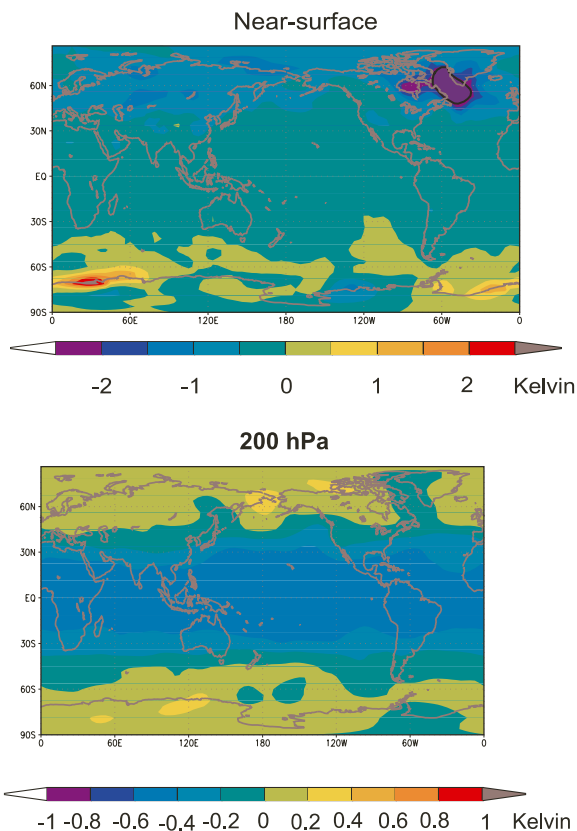 Near-surface
60N
30N
EQ
30S
60S
90S
0 60E 120E 180 120W 60W 0
-2 -1 0 1 2 Kelvin
200 hPa
60N
30N
EQ
30S
60S
90S
0 60E 120E 180 120W 60W 0
-1 -0.8 -0.6 -0.4 -0.2 0 0.2 0.4 0.6 0.8 1 Kelvin